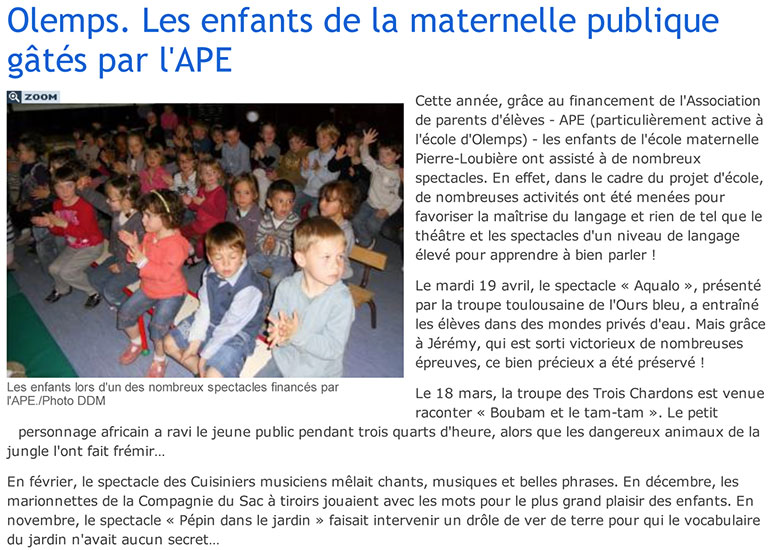 Olemps. Les enfants de la maternelle publique
gâtés par l'APE
ZOOM
Cette année, grâce au financement de l'Association
de parents d'élèves - APE (particulièrement active à
l'école d'Olemps) - les enfants de l'école maternelle
Pierre-Loubière ont assisté à de nombreux
spectacles. En effet, dans le cadre du projet d'école,
de nombreuses activités ont été menées pour
favoriser la maîtrise du langage et rien de tel que le
théâtre et les spectacles d'un niveau de langage
élevé pour apprendre à bien parler !
Le mardi 19 avril, le spectacle « Aqualo », présenté
par la troupe toulousaine de l'Ours bleu, a entraîné
les élèves dans des mondes privés d'eau. Mais grâce
à Jérémy, qui est sorti victorieux de nombreuses
épreuves, ce bien précieux a été préservé !
Les enfants lors d'un des nombreux spectacles financés par
l'APE./Photo DDM
Le 18 mars, la troupe des Trois Chardons est venue
raconter « Boubam et le tam-tam ». Le petit
personnage africain a ravi le jeune public pendant trois quarts d'heure, alors que les dangereux animaux de la
jungle l'ont fait frémir…
En février, le spectacle des Cuisiniers musiciens mêlait chants, musiques et belles phrases. En décembre, les
marionnettes de la Compagnie du Sac à tiroirs jouaient avec les mots pour le plus grand plaisir des enfants. En
novembre, le spectacle « Pépin dans le jardin » faisait intervenir un drôle de ver de terre pour qui le vocabulaire
du jardin n'avait aucun secret…